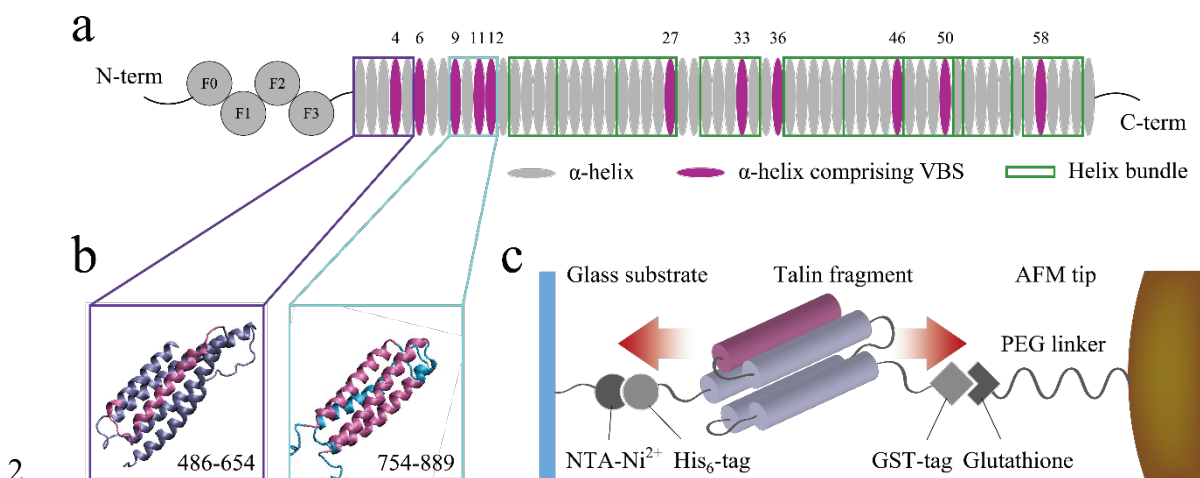 a
4 6 9 11 12 27 33 36 46 50 58
N-term
F0 F2
F1 F3
C-term
α-helix α-helix comprising VBS Helix bundle
b
486-654
754-889
c
Glass substrate Talin fragment AFM tip
PEG linker
NTA-Ni²⁺ His₆-tag GST-tag Glutathione
2